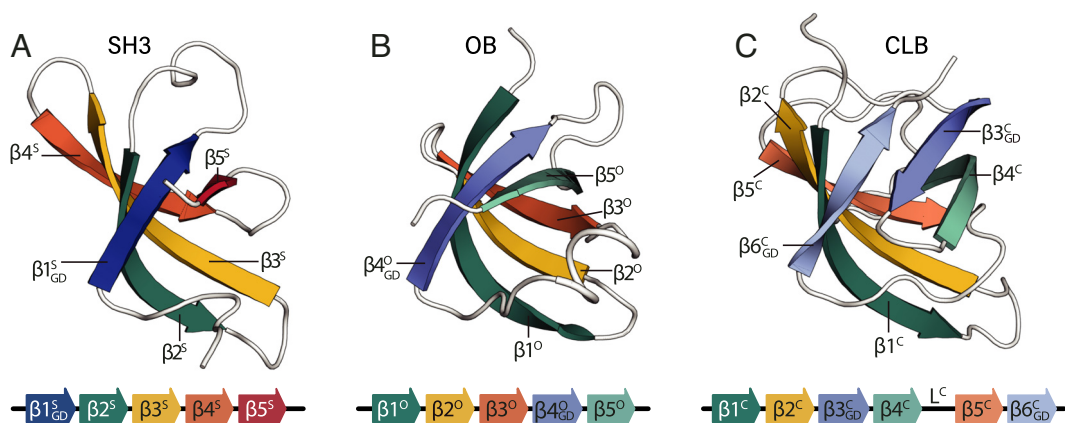 A SH3
β4ˢ
β5ˢ
β1ˢGD
β3ˢ
β2ˢ
β1ˢGD β2ˢ β3ˢ β4ˢ β5ˢ
B OB
β5ᴼ
β3ᴼ
β4ᴼGD
β2ᴼ
β1ᴼ
β1ᴼ β2ᴼ β3ᴼ β4ᴼGD β5ᴼ
C CLB
β2ᶜ
β3ᶜGD
β5ᶜ
β4ᶜ
β6ᶜGD
β1ᶜ
β1ᶜ β2ᶜ β3ᶜGD β4ᶜ Lᶜ β5ᶜ β6ᶜGD